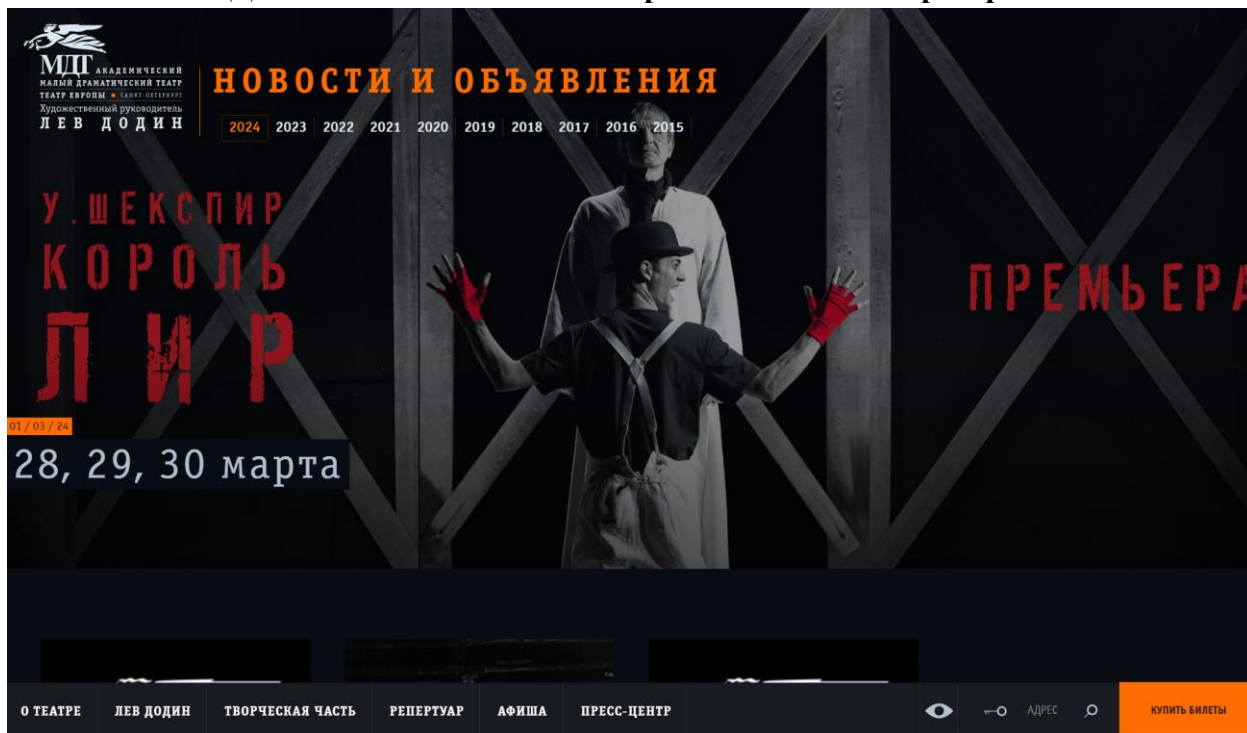 МДТ АКАДЕМИЧЕСКИЙ
МАЛЫЙ ДРАМАТИЧЕСКИЙ ТЕАТР
ТЕАТР ЕВРОПЫ • САНКТ-ПЕТЕРБУРГ
Художественный руководитель
ЛЕВ ДОДИН
НОВОСТИ И ОБЪЯВЛЕНИЯ
2024 2023 2022 2021 2020 2019 2018 2017 2016 2015
У. ШЕКСПИР
КОРОЛЬ
ЛИР
ПРЕМЬЕРА
01 / 03 / 24
28, 29, 30 марта
О ТЕАТРЕ ЛЕВ ДОДИН ТВОРЧЕСКАЯ ЧАСТЬ РЕПЕРТУАР АФИША ПРЕСС-ЦЕНТР АДРЕС КУПИТЬ БИЛЕТЫ